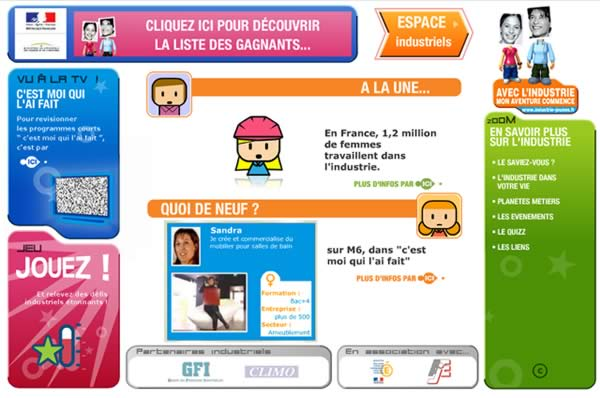 CLIQUEZ ICI POUR DÉCOUVRIR
LA LISTE DES GAGNANTS...
ESPACE
industriels
AVEC L'INDUSTRIE
MON AVENTURE COMMENCE
www.industrie-jeunes.fr
VU À LA TV !
C'EST MOI QUI
L'AI FAIT
Pour revisionner
les programmes courts
" c'est moi qui l'ai fait ",
c'est par ICI
JEU
JOUEZ !
Et relevez des défis
industriels étonnants !
A LA UNE...
En France, 1,2 million
de femmes
travaillent dans
l'industrie.
PLUS D'INFOS PAR ICI
QUOI DE NEUF ?
Sandra
Je crée et commercialise du
mobilier pour salles de bain
Formation :
Bac+4
Entreprise :
plus de 500
Secteur :
Ameublement
sur M6, dans "c'est
moi qui l'ai fait"
PLUS D'INFOS PAR ICI
Partenaires industriels
GFI
CLIMO
En association avec...
ZOOM
EN SAVOIR PLUS
SUR L'INDUSTRIE
• LE SAVIEZ-VOUS ?
• L'INDUSTRIE DANS
VOTRE VIE
• PLANETES METIERS
• LES EVENEMENTS
• LE QUIZZ
• LES LIENS
©